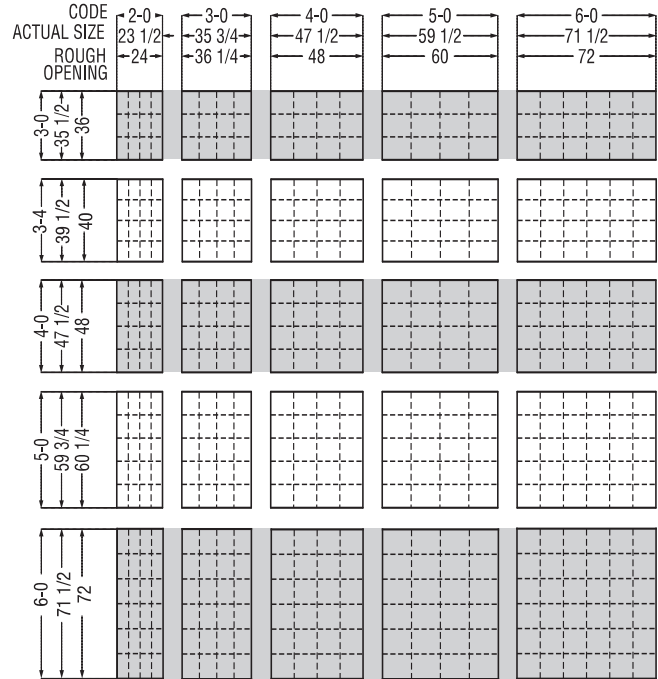 CODE 2-0 3-0 4-0 5-0 6-0
ACTUAL SIZE 23 1/2 35 3/4 47 1/2 59 1/2 71 1/2
ROUGH OPENING 24 36 1/4 48 60 72
3-0 35 1/2 36
3-4 39 1/2 40
4-0 47 1/2 48
5-0 59 3/4 60 1/4
6-0 71 1/2 72